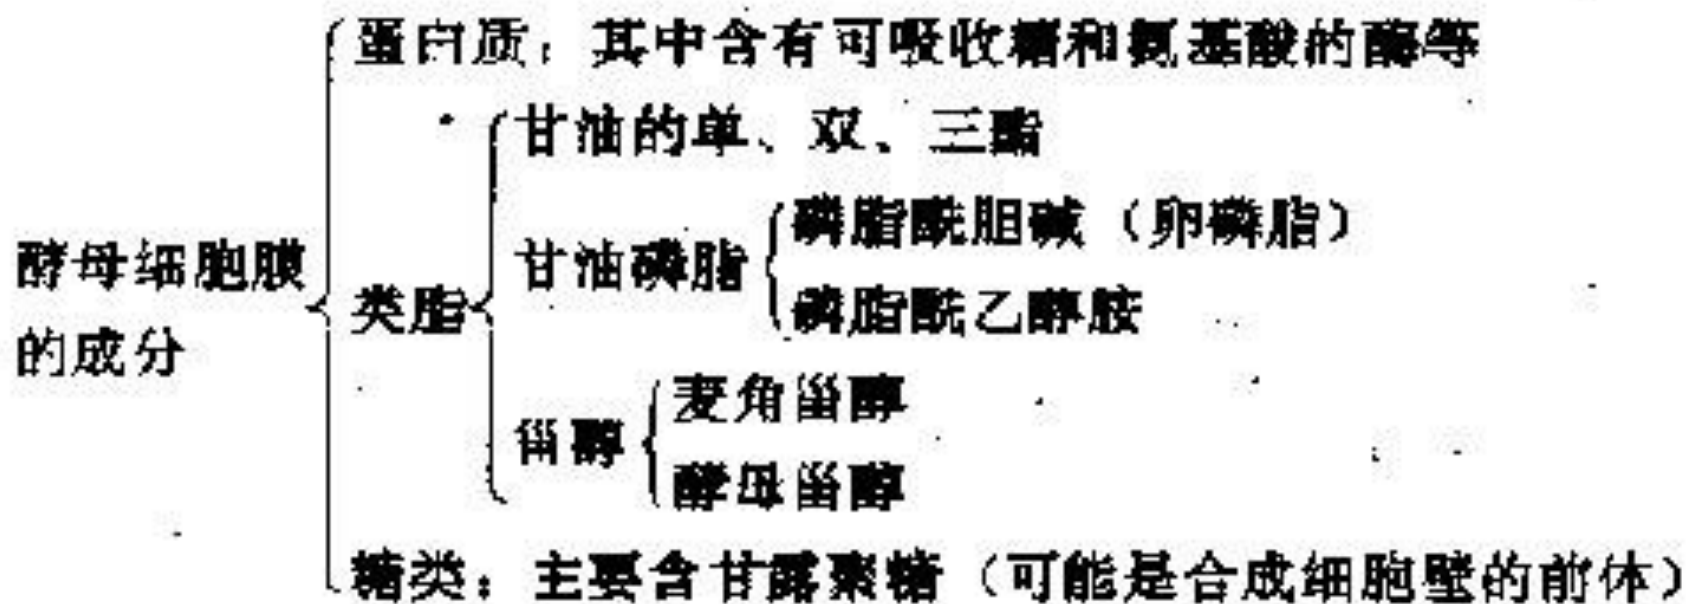 蛋白质：其中含有可吸收糖和氨基酸的酶等
甘油的单、双、三酯
磷脂酰胆碱（卵磷脂）
甘油磷脂
磷脂酰乙醇胺
酵母细胞膜
的成分
类脂
麦角甾醇
甾醇
酵母甾醇
糖类：主要含甘露聚糖（可能是合成细胞壁的前体）